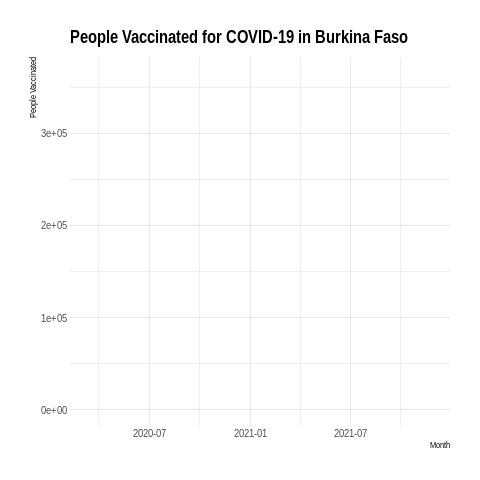 People Vaccinated for COVID-19 in Burkina Faso
People Vaccinated
3e+05
2e+05
1e+05
0e+00
2020-07 2021-01 2021-07
Month